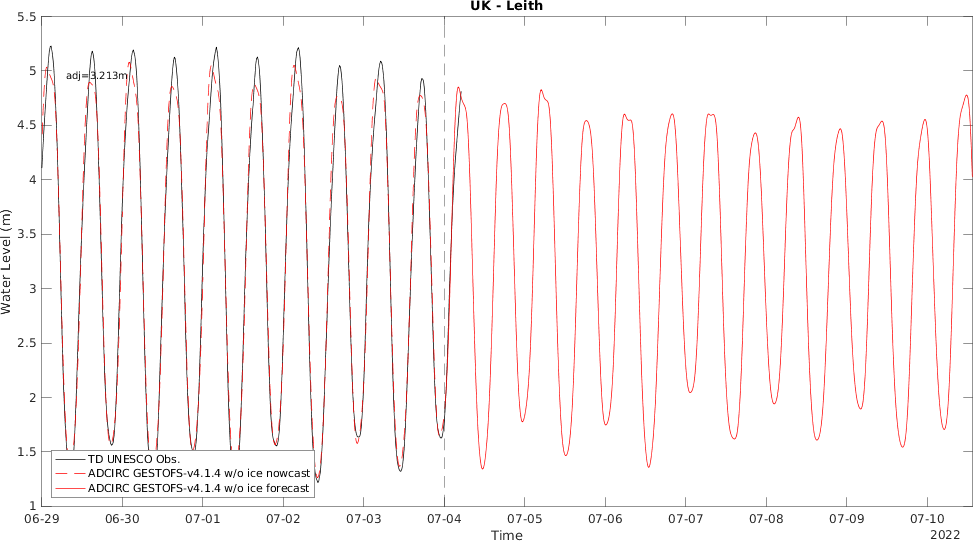 UK - Leith
5.5
5
4.5
4
3.5
3
2.5
2
1.5
1
Water Level (m)
adj=3.213m
TD UNESCO Obs.
ADCIRC GESTOFS-v4.1.4 w/o ice nowcast
ADCIRC GESTOFS-v4.1.4 w/o ice forecast
06-29 06-30 07-01 07-02 07-03 07-04 07-05 07-06 07-07 07-08 07-09 07-10
Time
2022